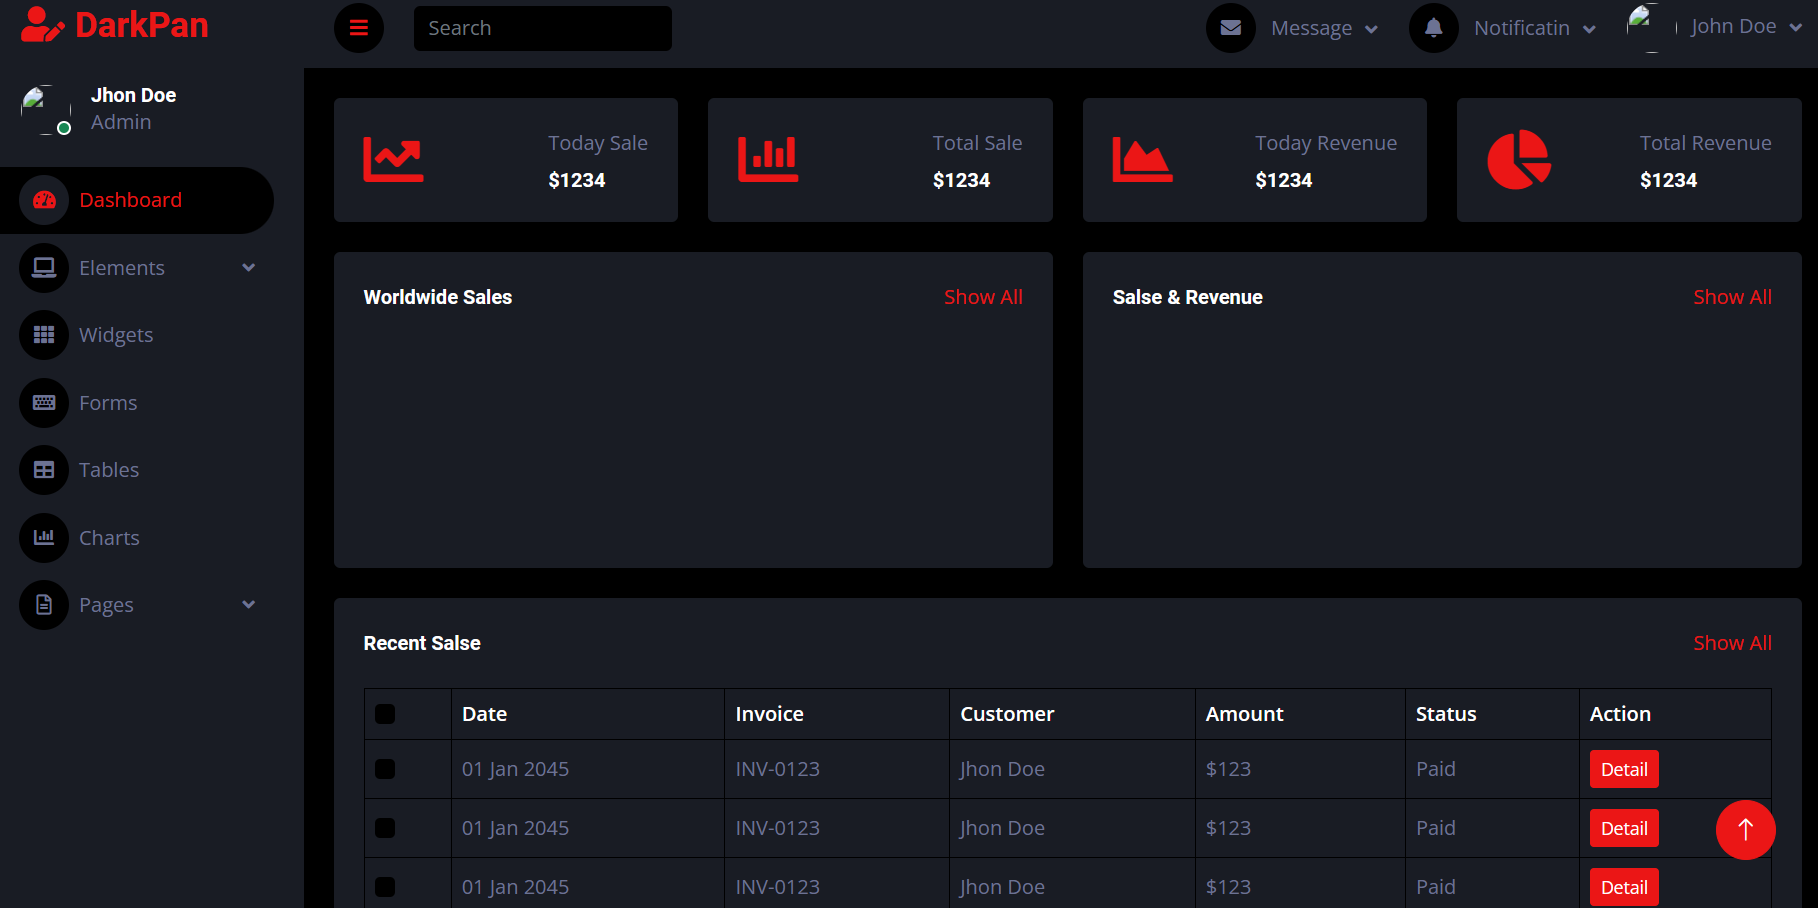 DarkPan
Search
Message
Notificatin
John Doe
Jhon Doe
Admin
Dashboard
Elements
Widgets
Forms
Tables
Charts
Pages
Today Sale
$1234
Total Sale
$1234
Today Revenue
$1234
Total Revenue
$1234
Worldwide Sales Show All
Salse & Revenue Show All
Recent Salse Show All
Date Invoice Customer Amount Status Action
01 Jan 2045 INV-0123 Jhon Doe $123 Paid Detail
01 Jan 2045 INV-0123 Jhon Doe $123 Paid Detail
01 Jan 2045 INV-0123 Jhon Doe $123 Paid Detail